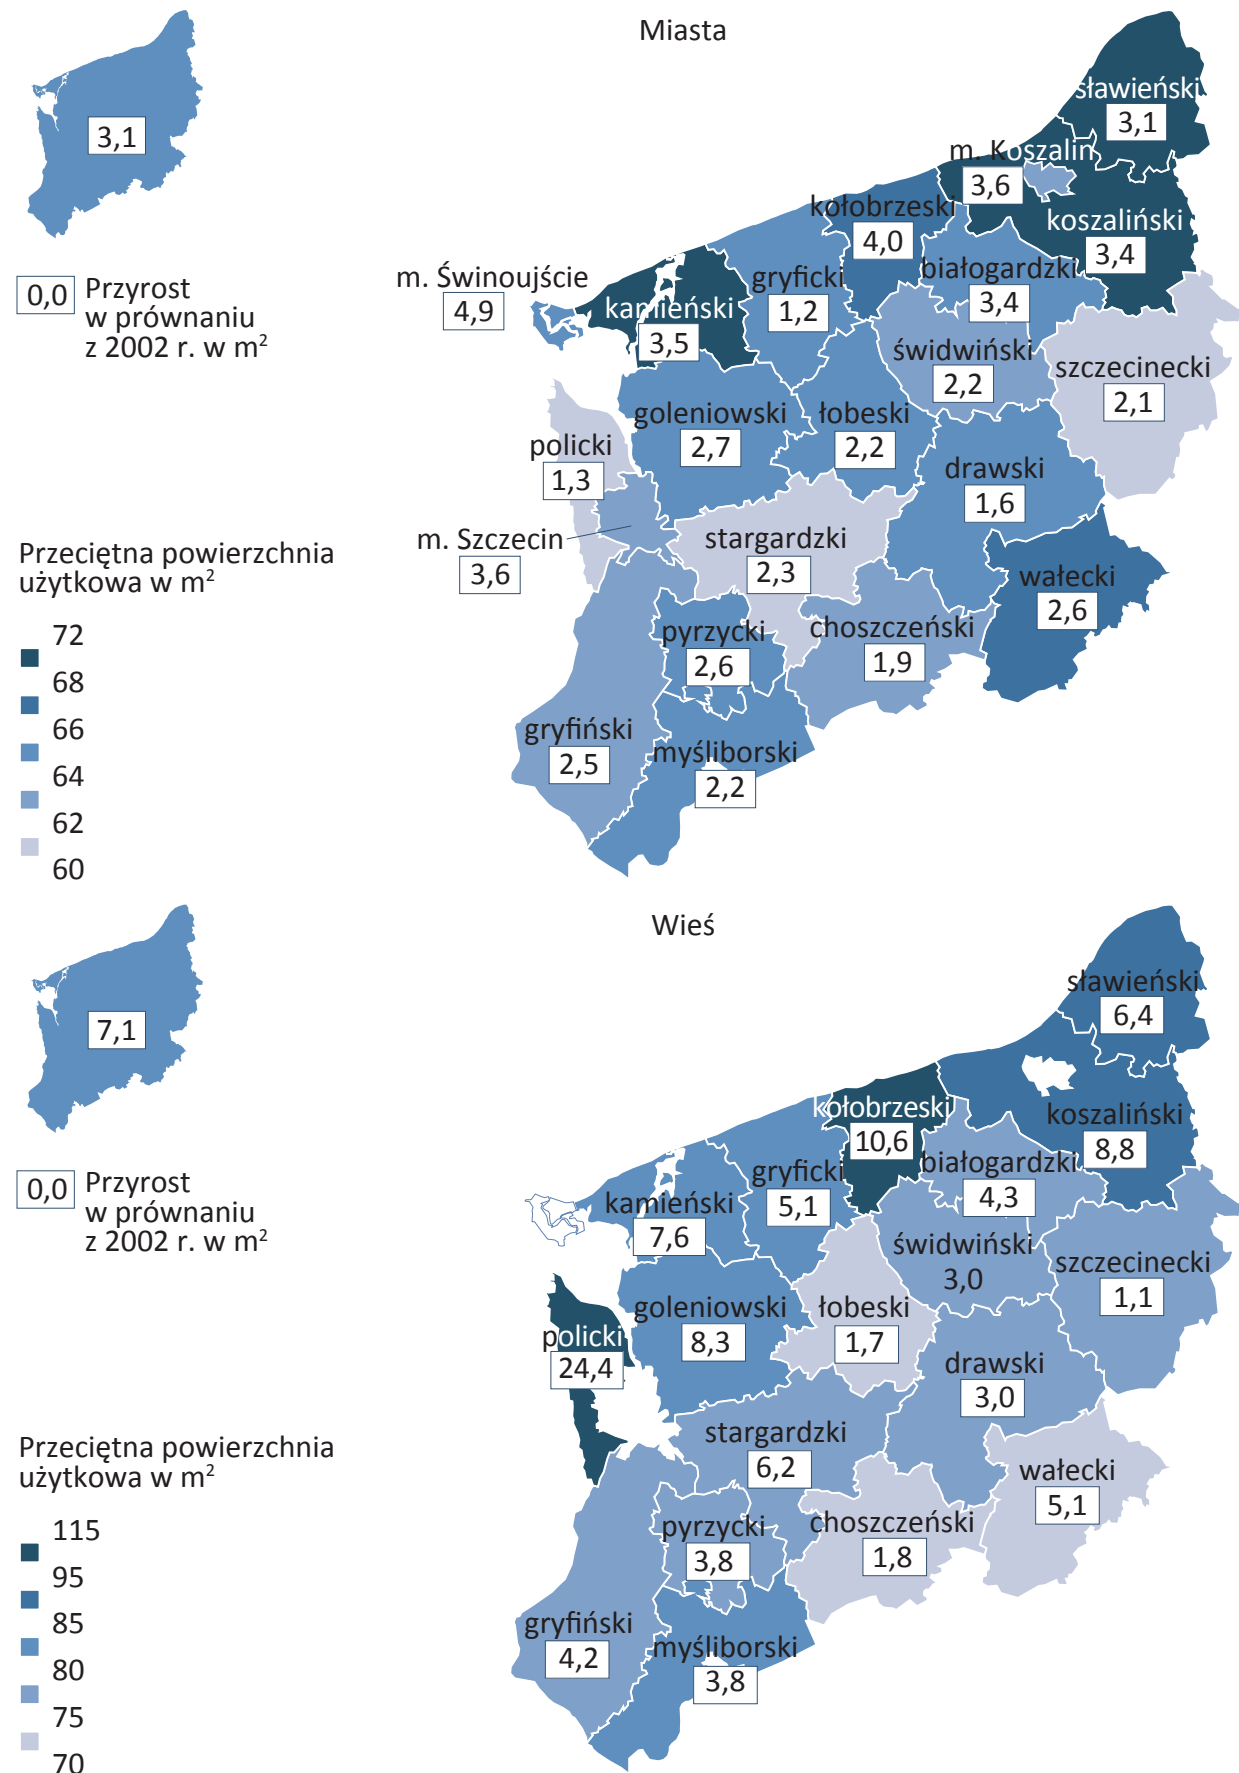 Miasta
3,1
0,0
Przyrost
w prównaniu
z 2002 r. w m²
Przeciętna powierzchnia
użytkowa w m²
72
68
66
64
62
60
sławieński
3,1
m. Koszalin
3,6
koszaliński
3,4
kołobrzeski
4,0
białogardzki
3,4
m. Świnoujście
4,9
kamieński
3,5
gryficki
1,2
świdwiński
2,2
szczecinecki
2,1
goleniowski
2,7
łobeski
2,2
policki
1,3
drawski
1,6
m. Szczecin
3,6
stargardzki
2,3
wałecki
2,6
pyrzycki
2,6
choszczeński
1,9
gryfiński
2,5
myśliborski
2,2
Wieś
7,1
0,0
Przyrost
w prównaniu
z 2002 r. w m²
Przeciętna powierzchnia
użytkowa w m²
115
95
85
80
75
70
sławieński
6,4
koszaliński
8,8
kołobrzeski
10,6
białogardzki
4,3
gryficki
5,1
kamieński
7,6
świdwiński
3,0
szczecinecki
1,1
goleniowski
8,3
łobeski
1,7
policki
24,4
drawski
3,0
stargardzki
6,2
wałecki
5,1
pyrzycki
3,8
choszczeński
1,8
gryfiński
4,2
myśliborski
3,8